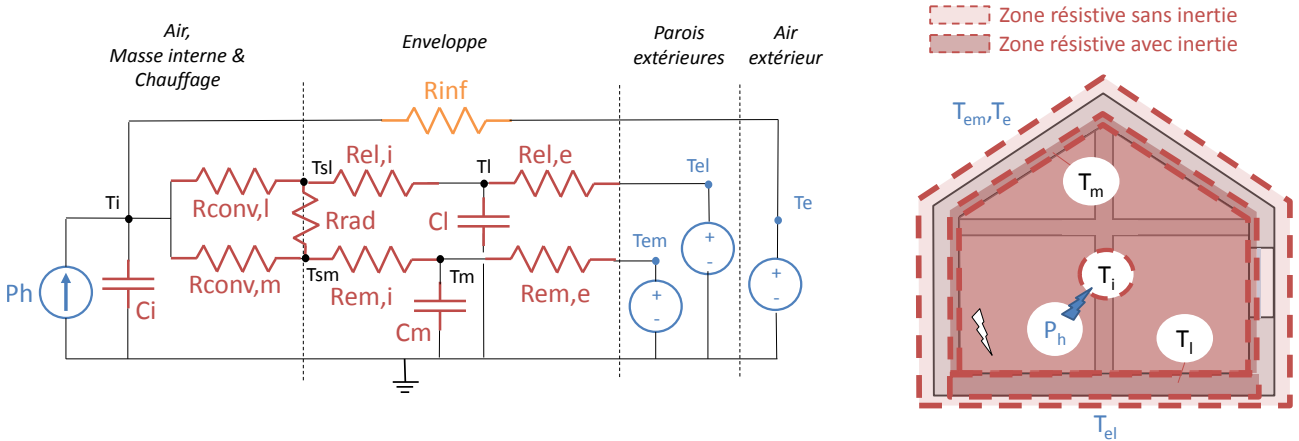 Air,
Masse interne &
Chauffage
Enveloppe
Parois
extérieures
Air
extérieur
Rinf
Rel,i
Rel,e
Tsl
Tl
Tel
Te
Ti
Rconv,l
Rrad
Cl
Tem
Tsm
Tm
Rconv,m
Rem,i
Rem,e
Ph
Ci
Cm
+
-
+
-
+
-
Zone résistive sans inertie
Zone résistive avec inertie
Tem,Te
Tm
Ti
Ph
Tl
Tel